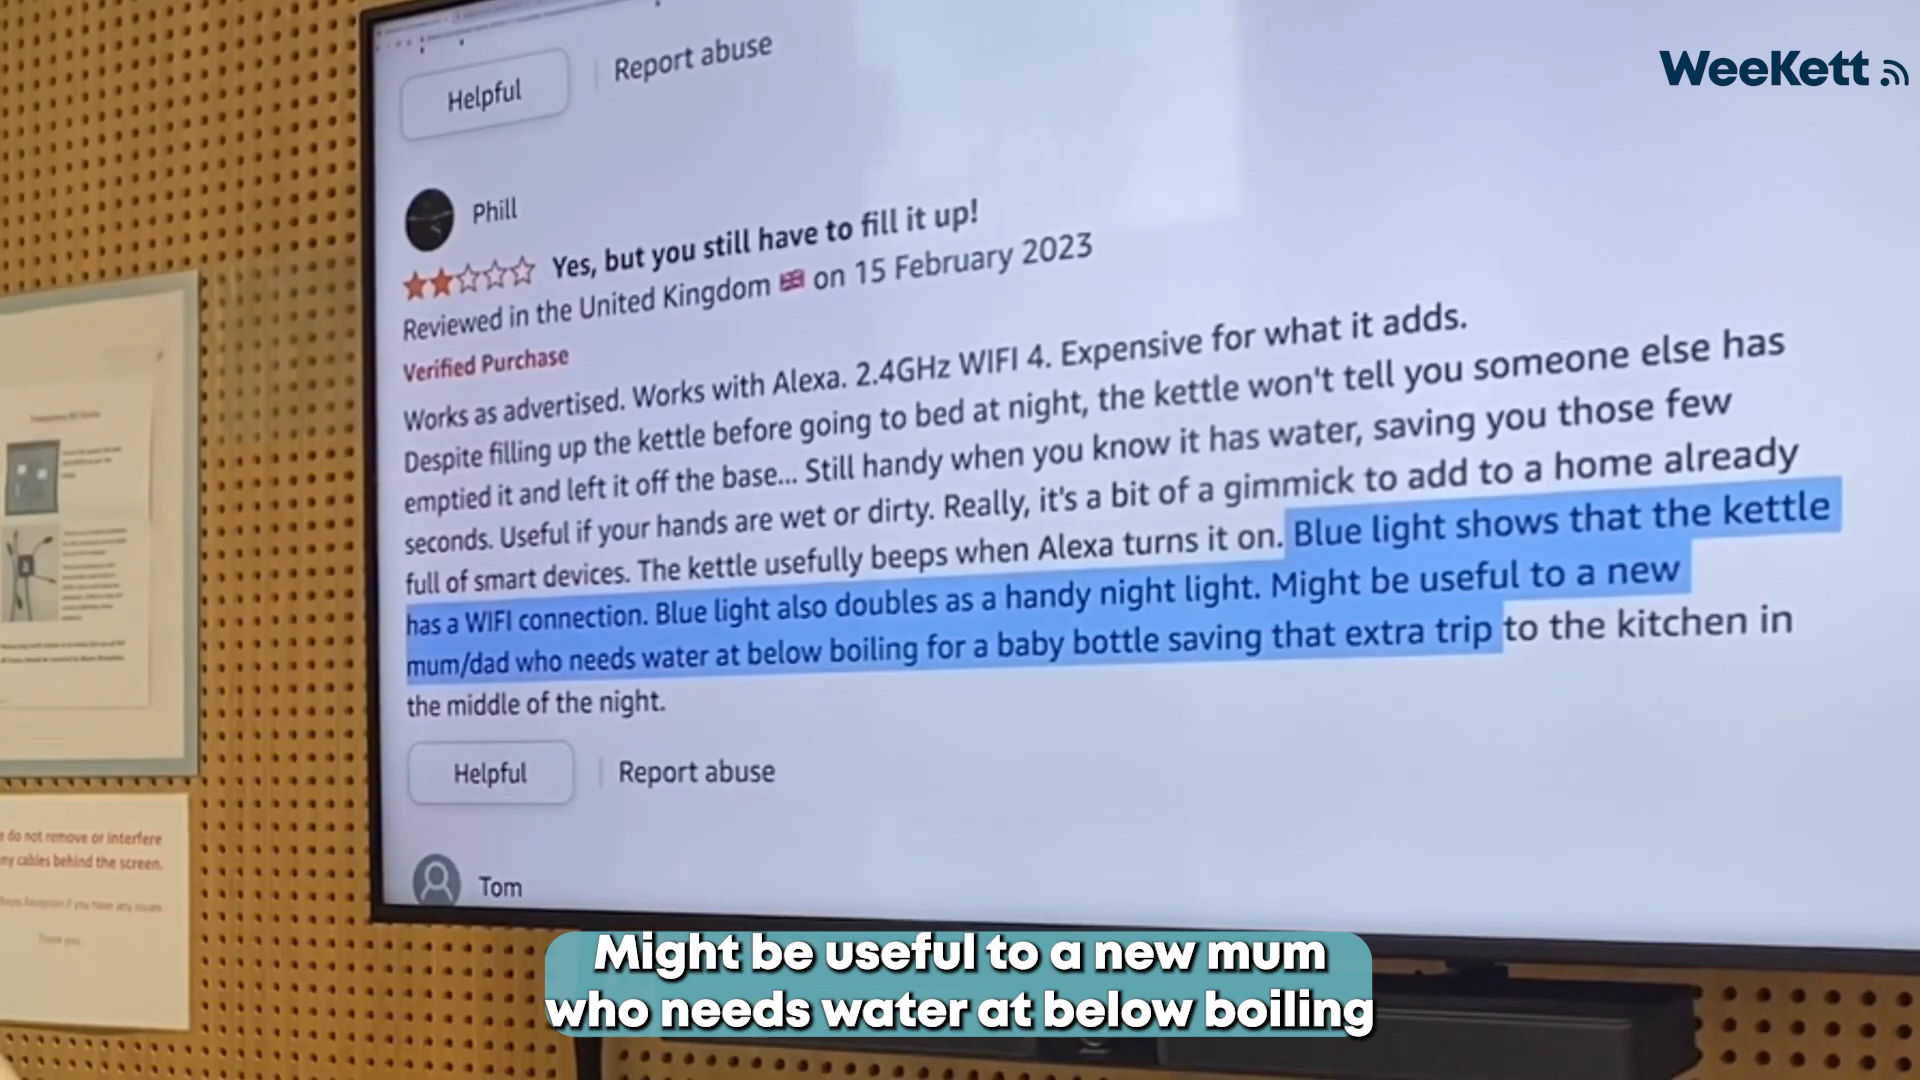 WeeKett
Helpful
Report abuse
Phill
Yes, but you still have to fill it up!
Reviewed in the United Kingdom on 15 February 2023
Verified Purchase
Works as advertised. Works with Alexa. 2.4GHz WIFI 4. Expensive for what it adds.
Despite filling up the kettle before going to bed at night, the kettle won't tell you someone else has
emptied it and left it off the base... Still handy when you know it has water, saving you those few
seconds. Useful if your hands are wet or dirty. Really, it's a bit of a gimmick to add to a home already
full of smart devices. The kettle usefully beeps when Alexa turns it on. Blue light shows that the kettle
has a WIFI connection. Blue light also doubles as a handy night light. Might be useful to a new
mum/dad who needs water at below boiling for a baby bottle saving that extra trip to the kitchen in
the middle of the night.
Helpful
Report abuse
Tom
do not remove or interfere
cables behind the screen.
Might be useful to a new mum
who needs water at below boiling